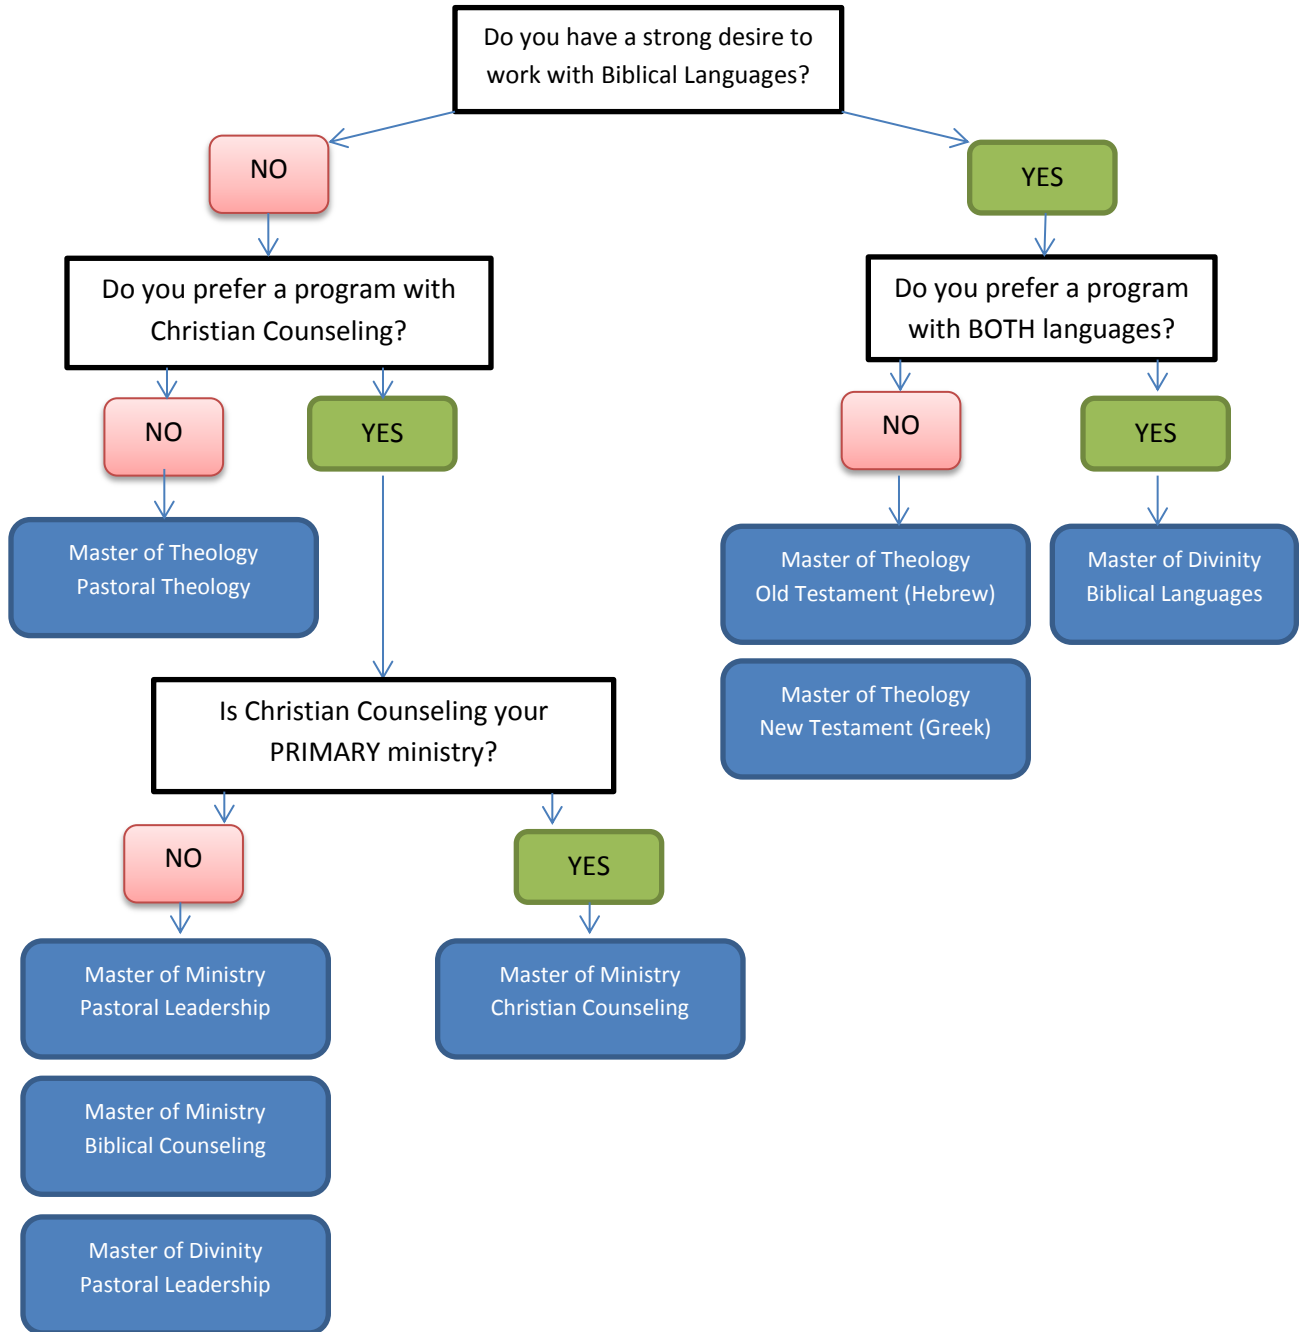 Do you have a strong desire to
work with Biblical Languages?
NO
YES
Do you prefer a program with
Christian Counseling?
Do you prefer a program
with BOTH languages?
NO
YES
NO
YES
Master of Theology
Pastoral Theology
Master of Theology
Old Testament (Hebrew)
Master of Divinity
Biblical Languages
Master of Theology
New Testament (Greek)
Is Christian Counseling your
PRIMARY ministry?
NO
YES
Master of Ministry
Pastoral Leadership
Master of Ministry
Christian Counseling
Master of Ministry
Biblical Counseling
Master of Divinity
Pastoral Leadership